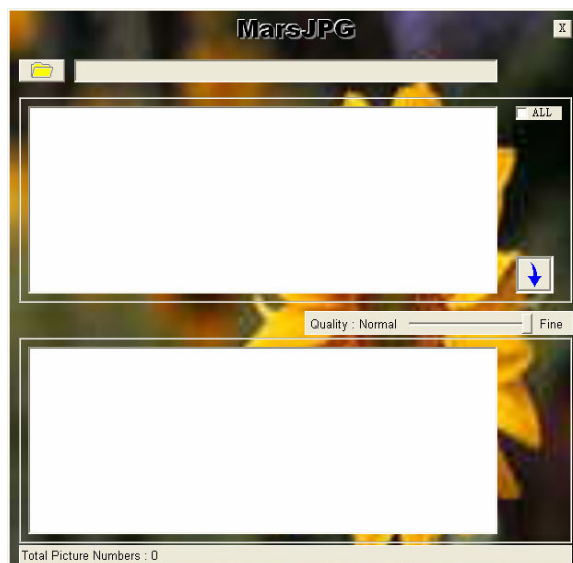 MarsJPG
X
ALL
Quality : Normal Fine
Total Picture Numbers : 0